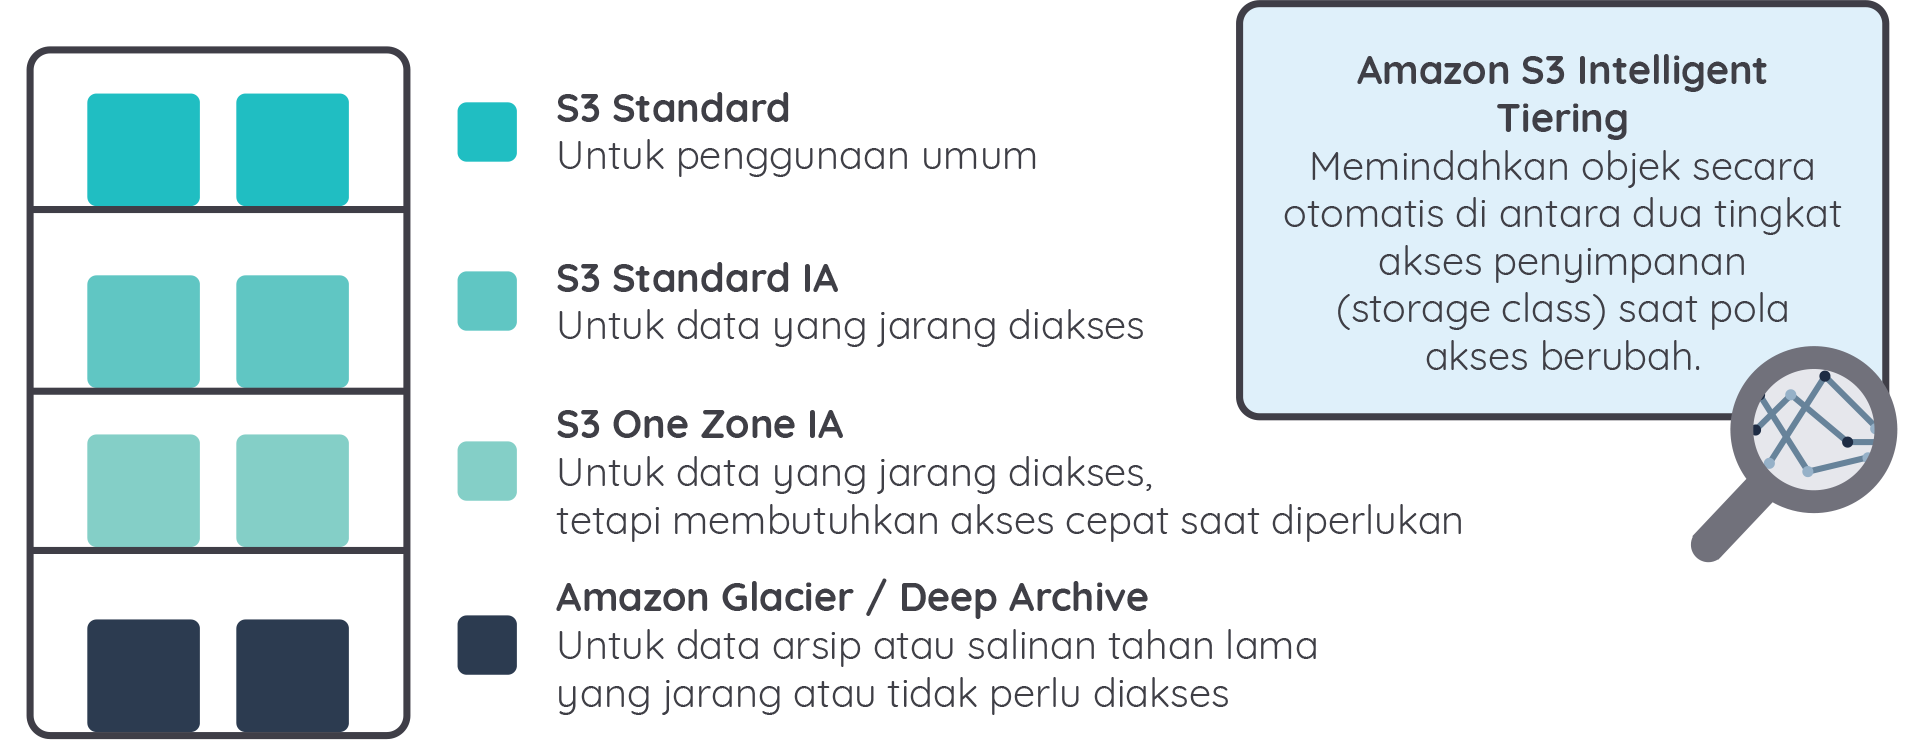 S3 Standard
Untuk penggunaan umum
S3 Standard IA
Untuk data yang jarang diakses
S3 One Zone IA
Untuk data yang jarang diakses,
tetapi membutuhkan akses cepat saat diperlukan
Amazon Glacier / Deep Archive
Untuk data arsip atau salinan tahan lama
yang jarang atau tidak perlu diakses
Amazon S3 Intelligent
Tiering
Memindahkan objek secara
otomatis di antara dua tingkat
akses penyimpanan
(storage class) saat pola
akses berubah.